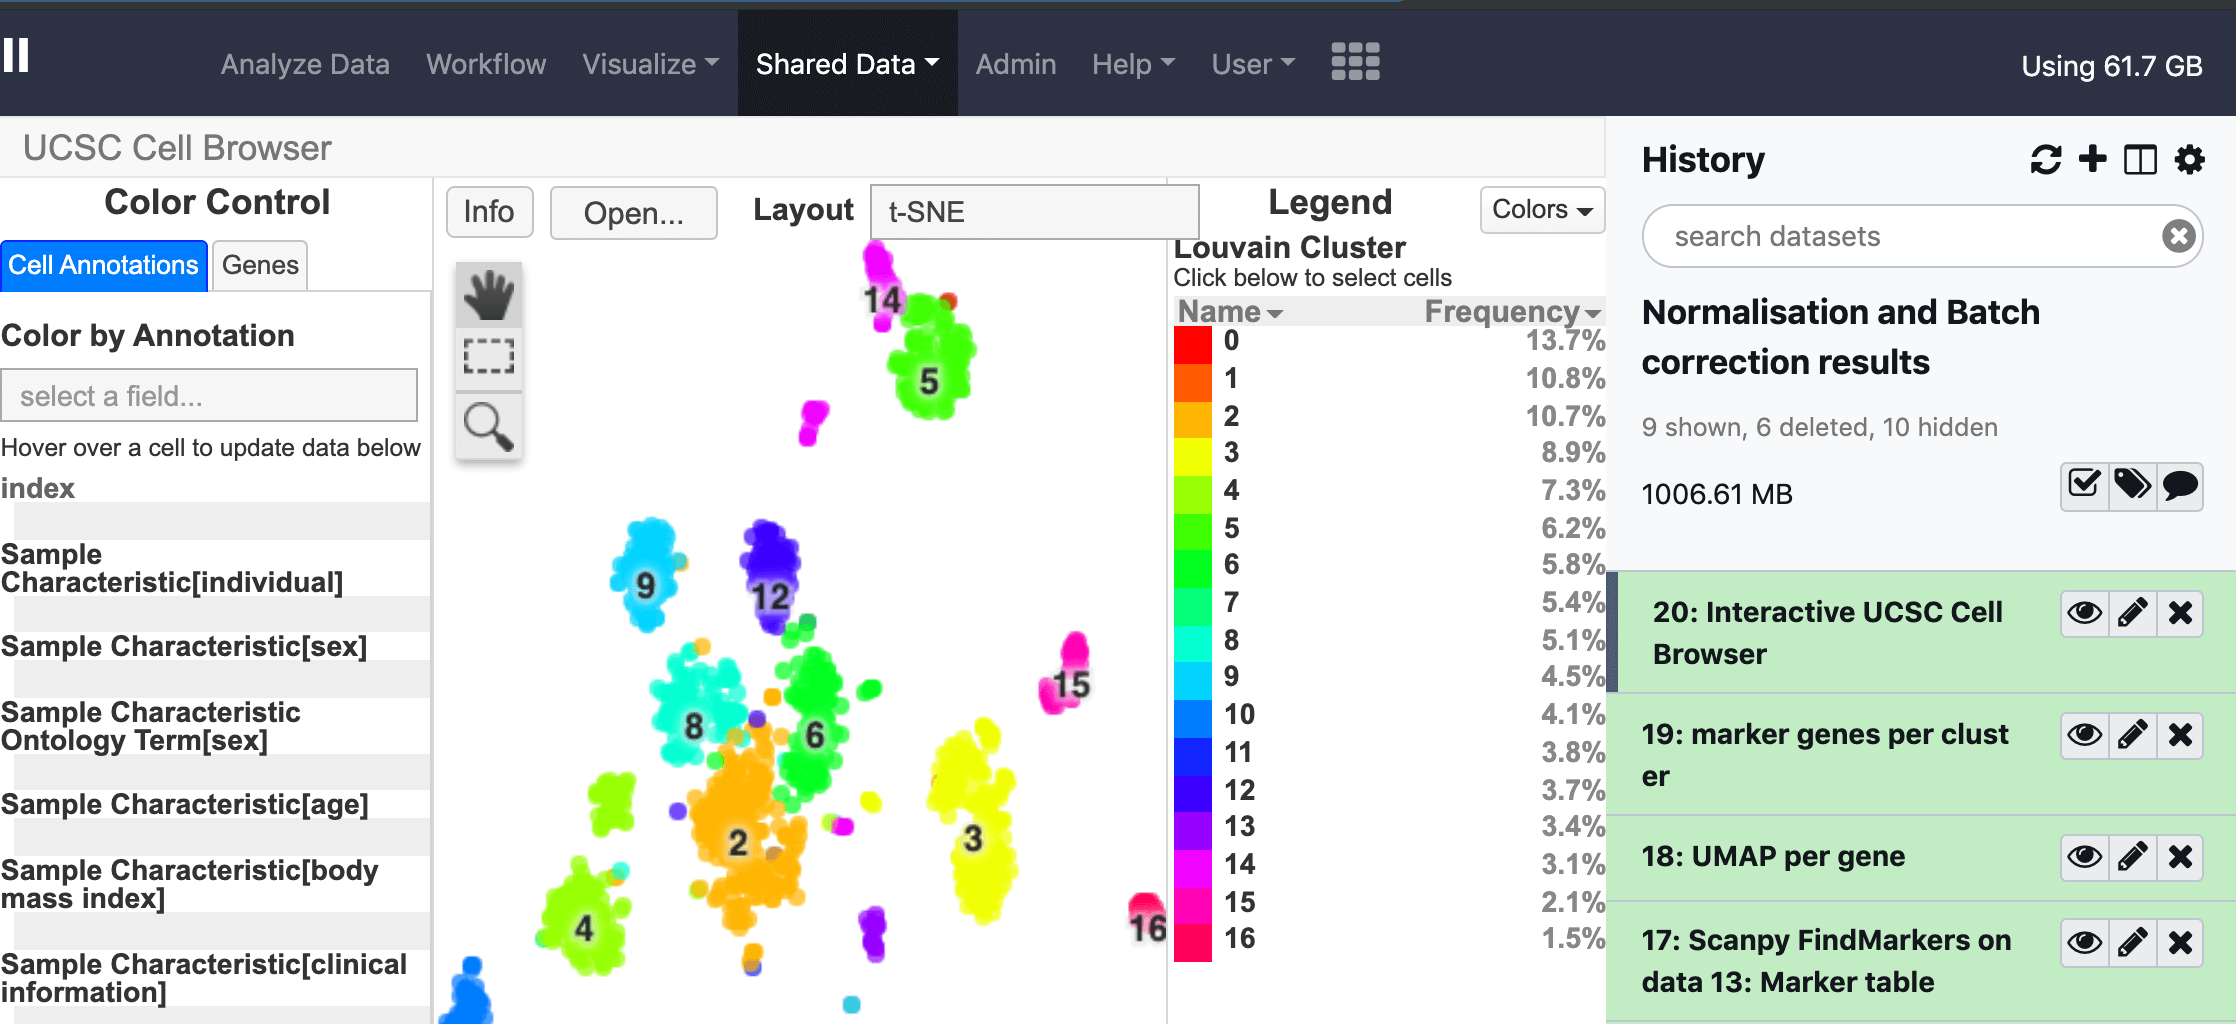 Analyze Data Workflow Visualize Shared Data Admin Help User Using 61.7 GB
UCSC Cell Browser
Color Control
Cell Annotations Genes
Color by Annotation
select a field...
Hover over a cell to update data below
index
Sample
Characteristic[individual]
Sample Characteristic[sex]
Sample Characteristic
Ontology Term[sex]
Sample Characteristic[age]
Sample Characteristic[body
mass index]
Sample Characteristic[clinical
information]
Info Open... Layout t-SNE
14
5
9
12
15
8
6
2
3
4
16
Legend Colors
Louvain Cluster
Click below to select cells
Name Frequency
0 13.7%
1 10.8%
2 10.7%
3 8.9%
4 7.3%
5 6.2%
6 5.8%
7 5.4%
8 5.1%
9 4.5%
10 4.1%
11 3.8%
12 3.7%
13 3.4%
14 3.1%
15 2.1%
16 1.5%
History
search datasets
Normalisation and Batch
correction results
9 shown, 6 deleted, 10 hidden
1006.61 MB
20: Interactive UCSC Cell
Browser
19: marker genes per clust
er
18: UMAP per gene
17: Scanpy FindMarkers on
data 13: Marker table